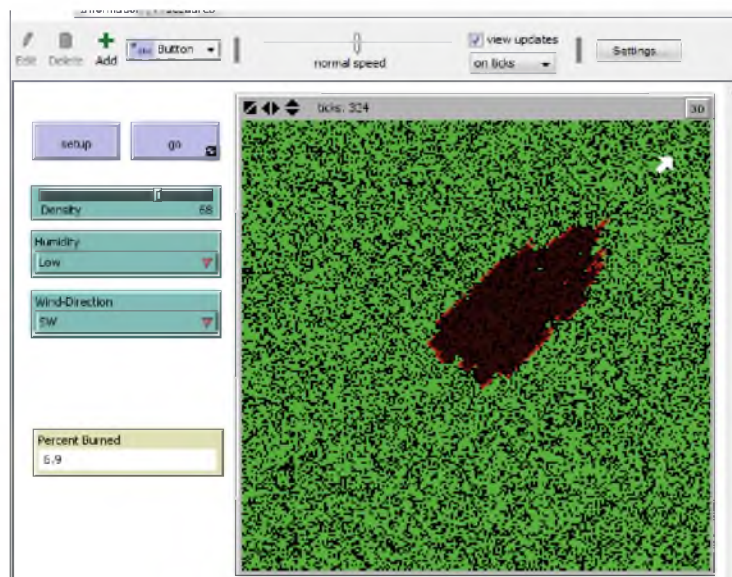 Edit
Delete
Add
Button
normal speed
view updates
on ticks
Settings...
ticks: 334
3D
setup
go
Density
68
Humidity
Low
Wind-Direction
SW
Percent Burned
6.9